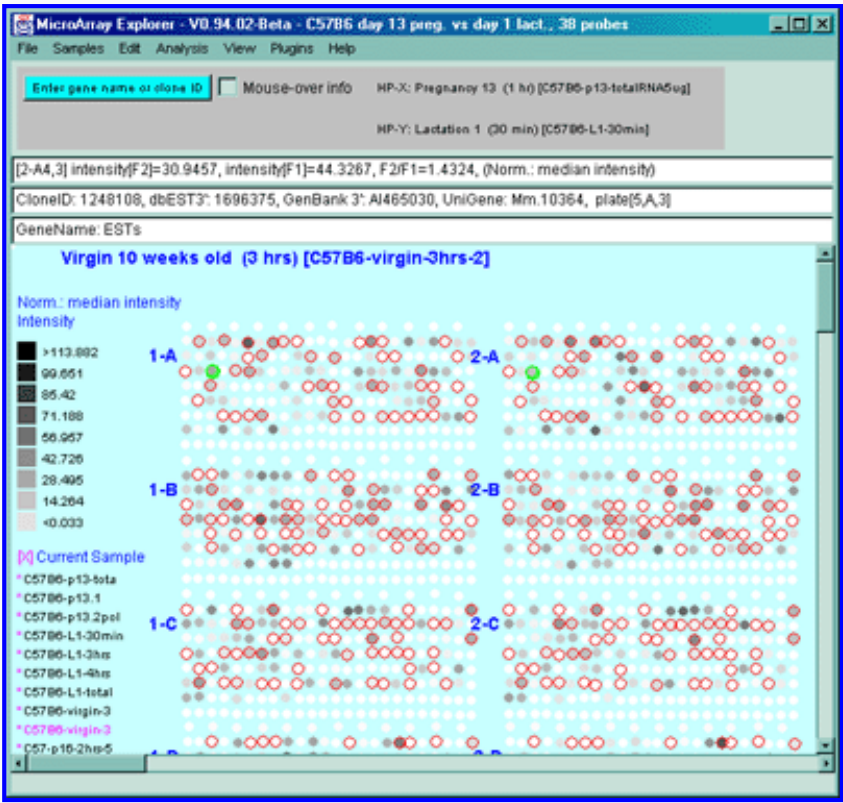 MicroArray Explorer - V0.94.02-Beta - C57B6 day 13 preg. vs day 1 lact., 38 probes
File Samples Edit Analysis View Plugins Help
Enter gene name or clone ID Mouse-over info HP-X: Pregnancy 13 (1 hr) [C57B6-p13-totalRNA5ug]
HP-Y: Lactation 1 (30 min) [C57B6-L1-30min]
[2-A4,3] intensity[F2]=30.9457, intensity[F1]=44.3267, F2/F1=1.4324, (Norm.: median intensity)
CloneID: 1248108, dbEST3': 1696375, GenBank 3': AI465030, UniGene: Mm.10364, plate[5,A,3]
GeneName: ESTs
Virgin 10 weeks old (3 hrs) [C57B6-virgin-3hrs-2]
Norm.: median intensity
Intensity
>113.882
1-A 2-A
99.651
85.42
71.188
56.957
42.726
28.495
1-B 2-B
14.264
<0.033
[X] Current Sample
*C57B6-p13-tota
*C57B6-p13.1
*C57B6-p13.2pol
1-C 2-C
*C57B6-L1-30min
*C57B6-L1-3hrs
*C57B6-L1-4hrs
*C57B6-L1-total
*C57B6-virgin-3
*C57B6-virgin-3
*C57-p16-2hrs-5